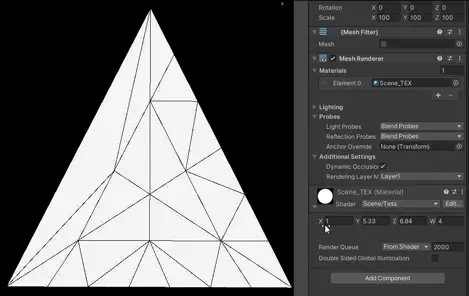 Rotation X 0 Y 0 Z 0
Scale X 100 Y 100 Z 100
(Mesh Filter)
Mesh
Mesh Renderer
Materials 1
Element 0 Scene_TEX
Lighting
Probes
Light Probes Blend Probes
Reflection Probes Blend Probes
Anchor Override None (Transform)
Additional Settings
Dynamic Occlusio
Rendering Layer M Layer1
Scene_TEX (Material)
Shader Scene/Tess Edit...
X 1 Y 5.33 Z 6.84 W 4
Render Queue From Shader 2000
Double Sided Global Illumination
Add Component